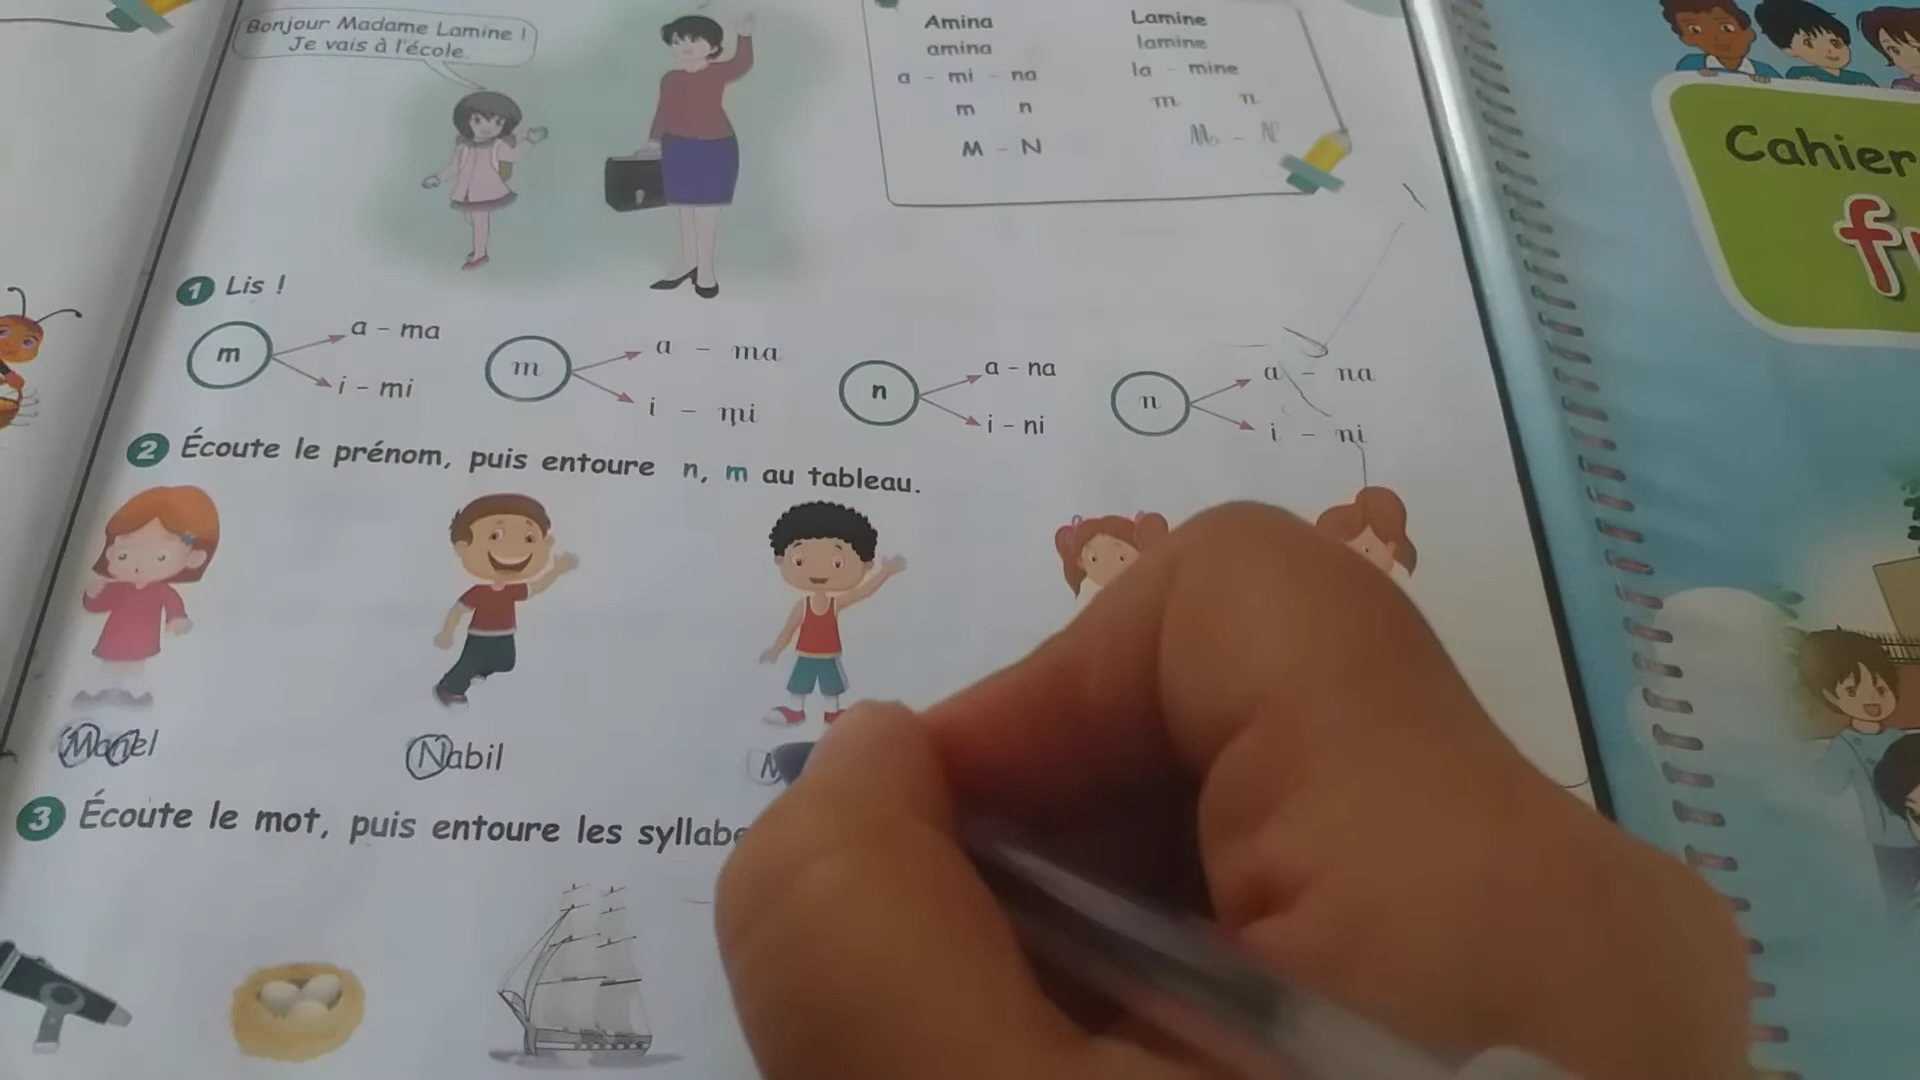 Bonjour Madame Lamine !
Je vais à l'école.
Amina
amina
a - mi - na
m n
M - N
Lamine
lamine
la - mine
m n
M - N
1 Lis !
m
a - ma
i - mi
m
a - ma
i - mi
n
a - na
i - ni
n
a - na
i - ni
2 Écoute le prénom, puis entoure n, m au tableau.
Manel
Nabil
3 Écoute le mot, puis entoure les
Cahier